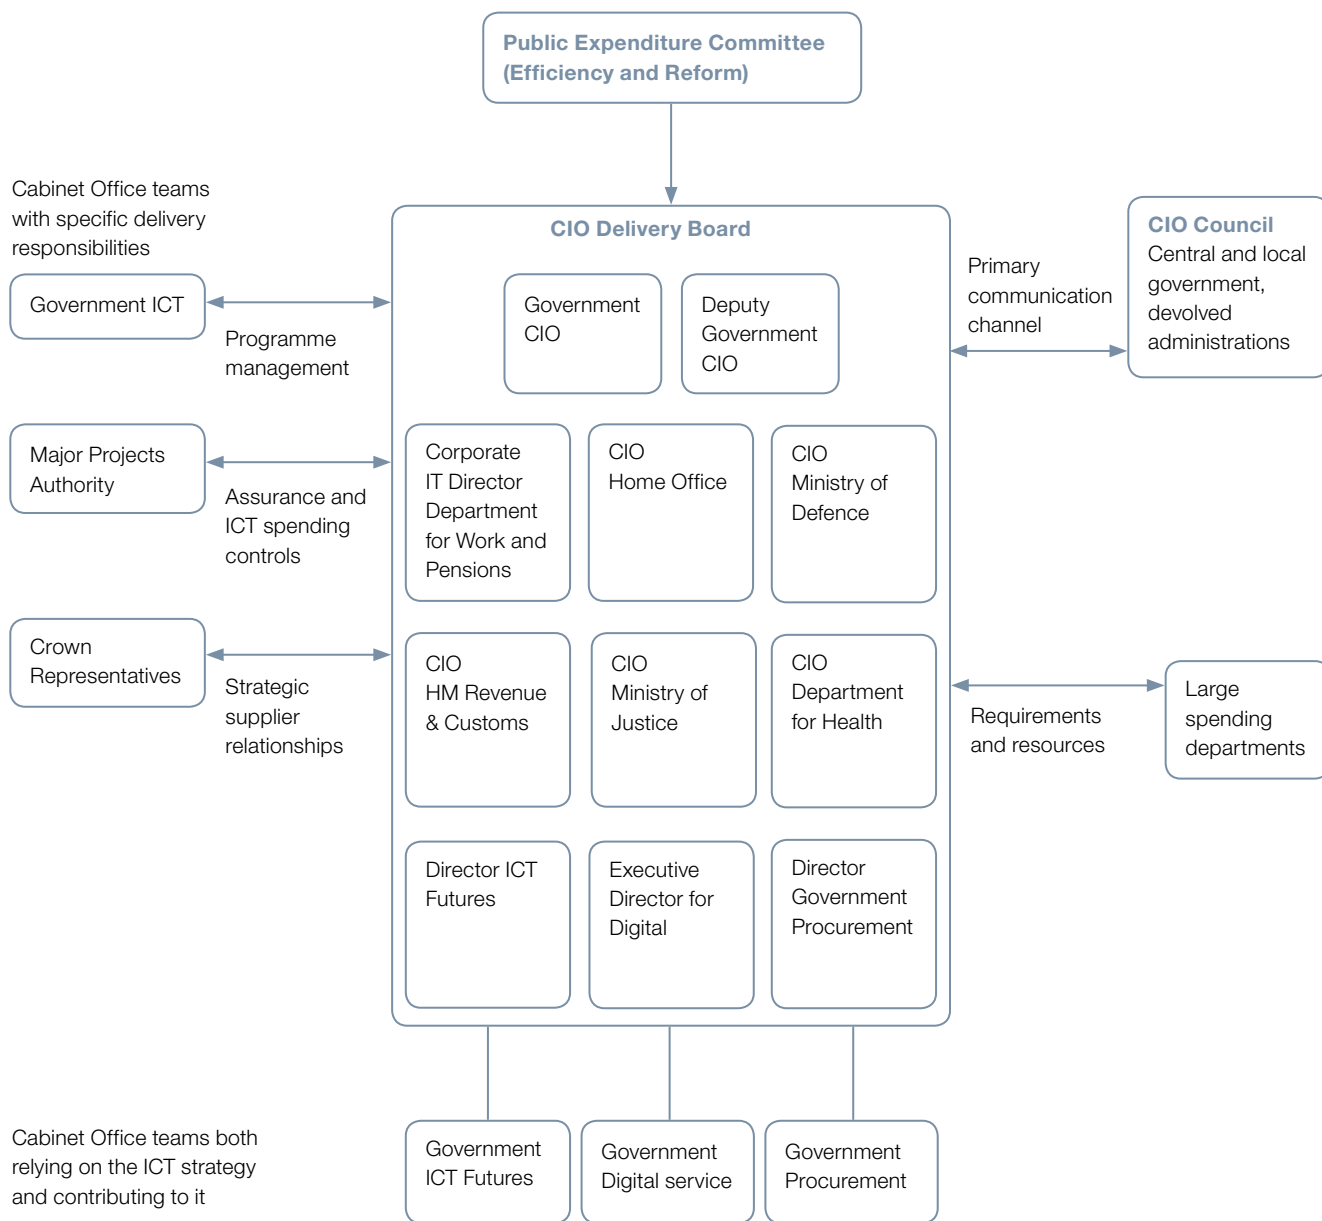 Public Expenditure Committee
(Efficiency and Reform)
Cabinet Office teams
with specific delivery
responsibilities
Government ICT
Programme
management
Major Projects
Authority
Assurance and
ICT spending
controls
Crown
Representatives
Strategic
supplier
relationships
CIO Delivery Board
Government
CIO
Deputy
Government
CIO
Corporate
IT Director
Department
for Work and
Pensions
CIO
Home Office
CIO
Ministry of
Defence
CIO
HM Revenue
& Customs
CIO
Ministry of
Justice
CIO
Department
for Health
Director ICT
Futures
Executive
Director for
Digital
Director
Government
Procurement
Primary
communication
channel
CIO Council
Central and local
government,
devolved
administrations
Requirements
and resources
Large
spending
departments
Cabinet Office teams both
relying on the ICT strategy
and contributing to it
Government
ICT Futures
Government
Digital service
Government
Procurement